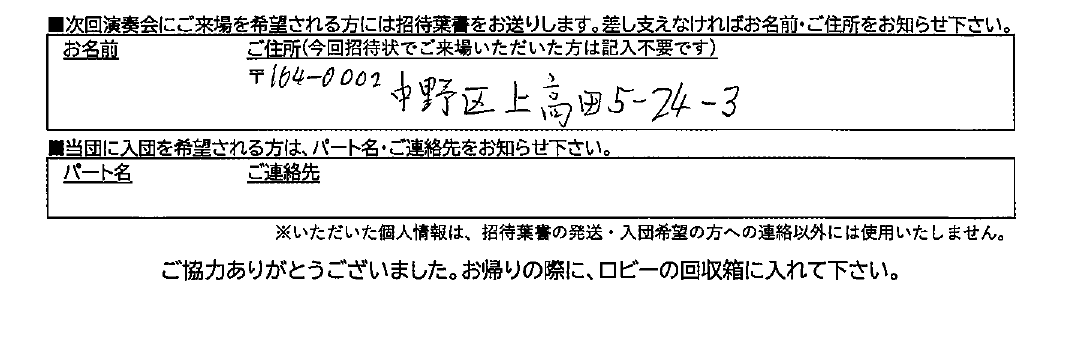 ■次回演奏会にご来場を希望される方には招待葉書をお送りします。差し支えなければお名前・ご住所をお知らせ下さい。
お名前 ご住所(今回招待状でご来場いただいた方は記入不要です)
〒164-0002 中野区上高田5-24-3
■当団に入団を希望される方は、パート名・ご連絡先をお知らせ下さい。
パート名 ご連絡先
※いただいた個人情報は、招待葉書の発送・入団希望の方への連絡以外には使用いたしません。
ご協力ありがとうございました。お帰りの際に、ロビーの回収箱に入れて下さい。